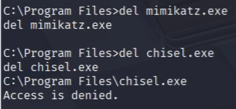 C:\Program Files>del mimikatz.exe
del mimikatz.exe
C:\Program Files>del chisel.exe
del chisel.exe
C:\Program Files\chisel.exe
Access is denied.